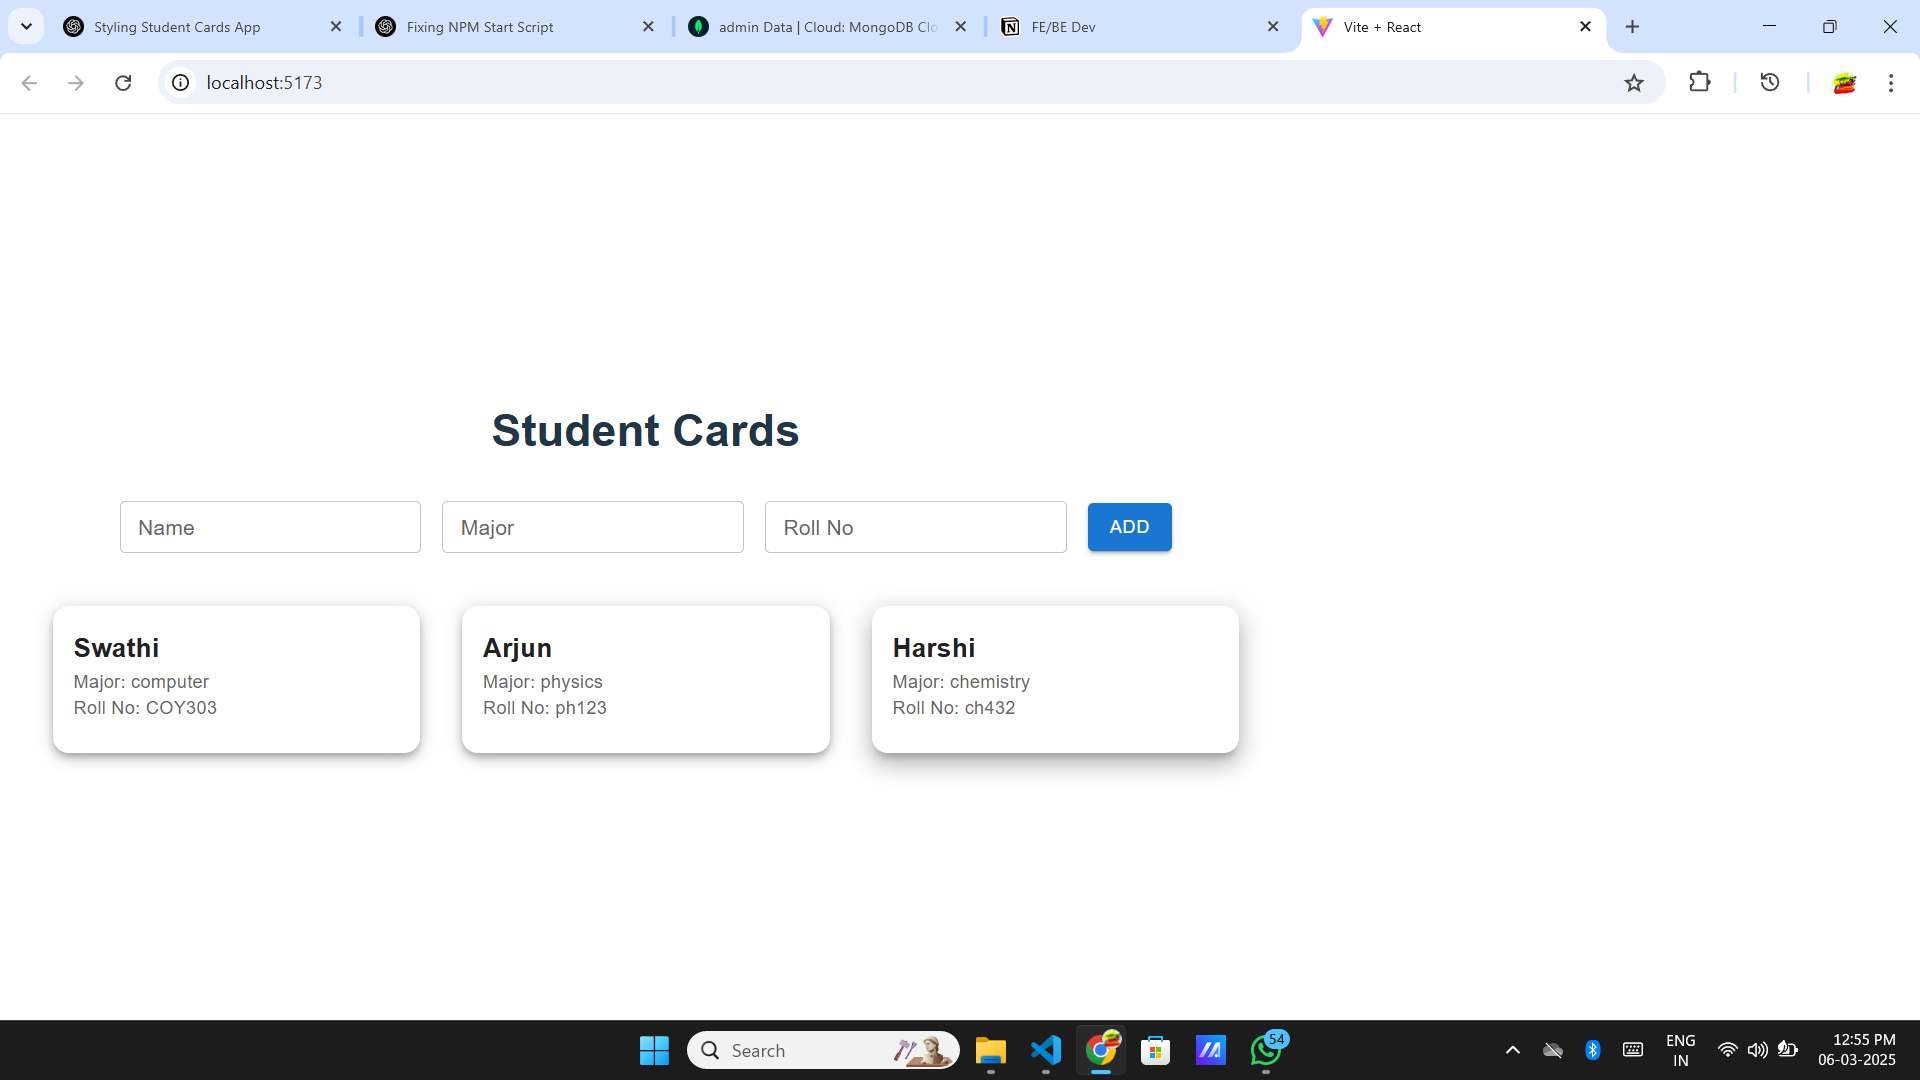 Styling Student Cards App
Fixing NPM Start Script
admin Data | Cloud: MongoDB Clo
FE/BE Dev
Vite + React
localhost:5173
Student Cards
Name
Major
Roll No
ADD
Swathi
Major: computer
Roll No: COY303
Arjun
Major: physics
Roll No: ph123
Harshi
Major: chemistry
Roll No: ch432
Search
54
ENG
IN
12:55 PM
06-03-2025